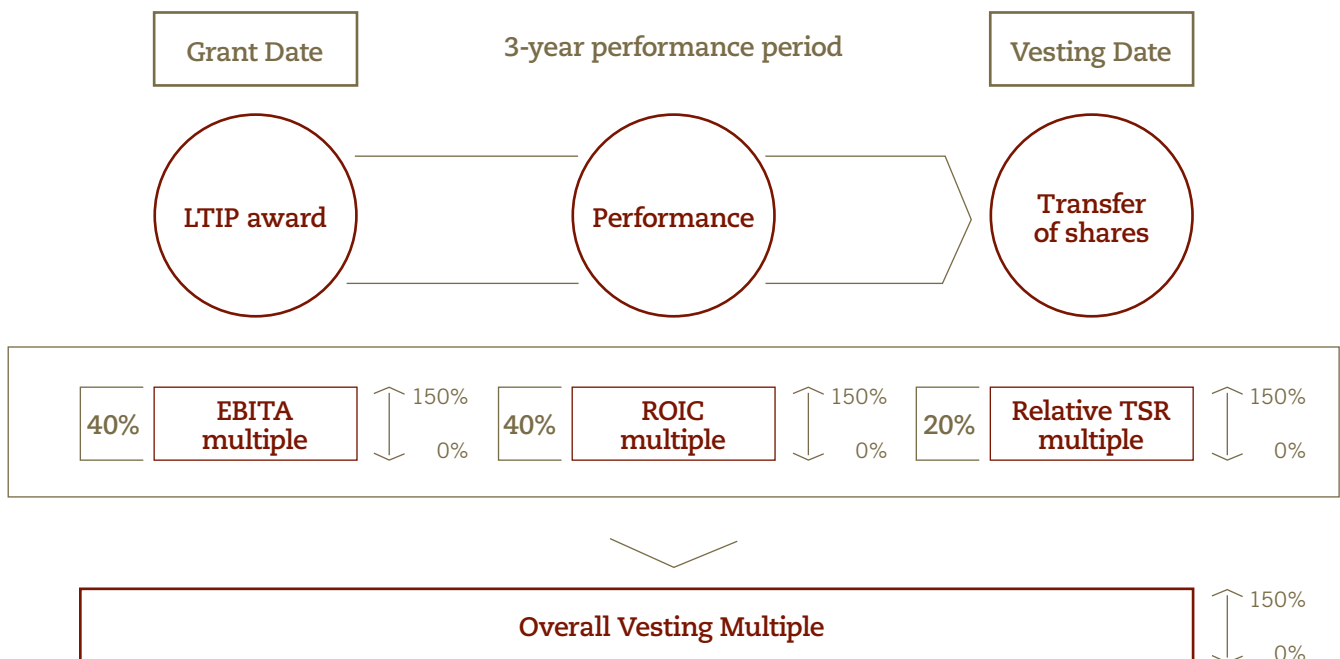 Grant Date
3-year performance period
Vesting Date
LTIP award
Performance
Transfer
of shares
40%
EBITA
multiple
150%
0%
40%
ROIC
multiple
150%
0%
20%
Relative TSR
multiple
150%
0%
Overall Vesting Multiple
150%
0%